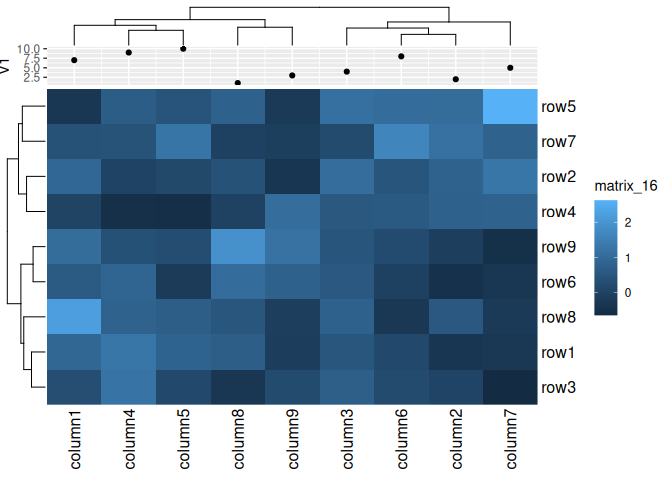 V1
10.0
7.5
5.0
2.5
row5
row7
row2
row4
row9
row6
row8
row1
row3
matrix_16
2
1
0
column1
column4
column5
column8
column9
column3
column6
column2
column7